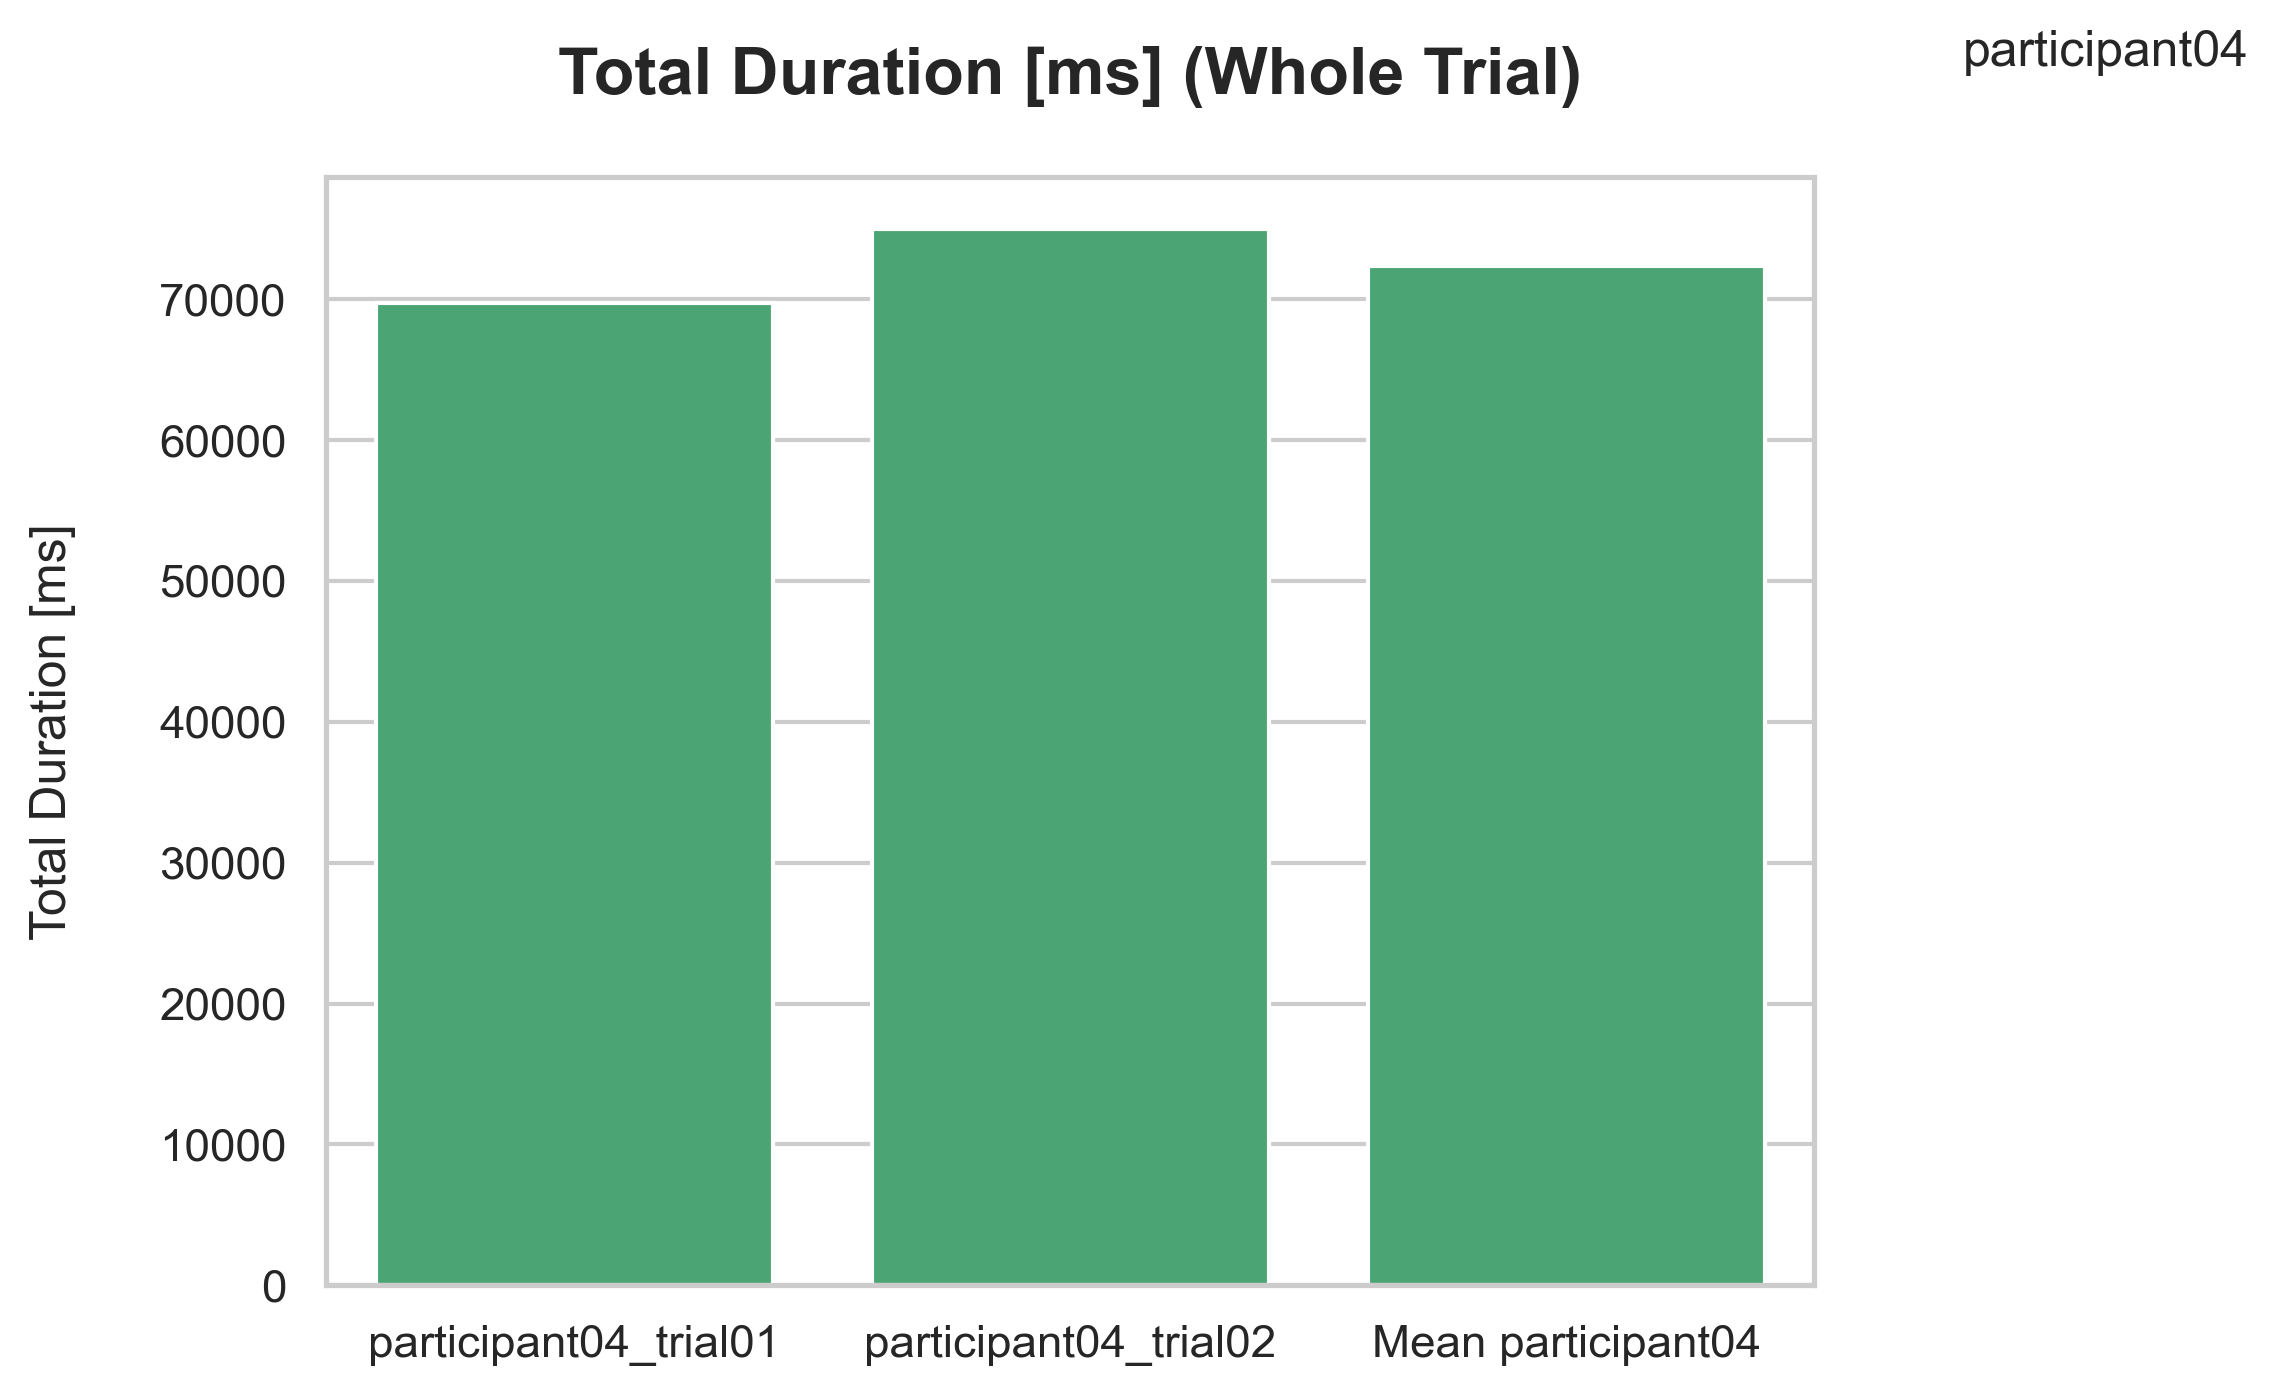 participant04
Total Duration [ms] (Whole Trial)
Total Duration [ms]
70000
60000
50000
40000
30000
20000
10000
0
participant04_trial01
participant04_trial02
Mean participant04